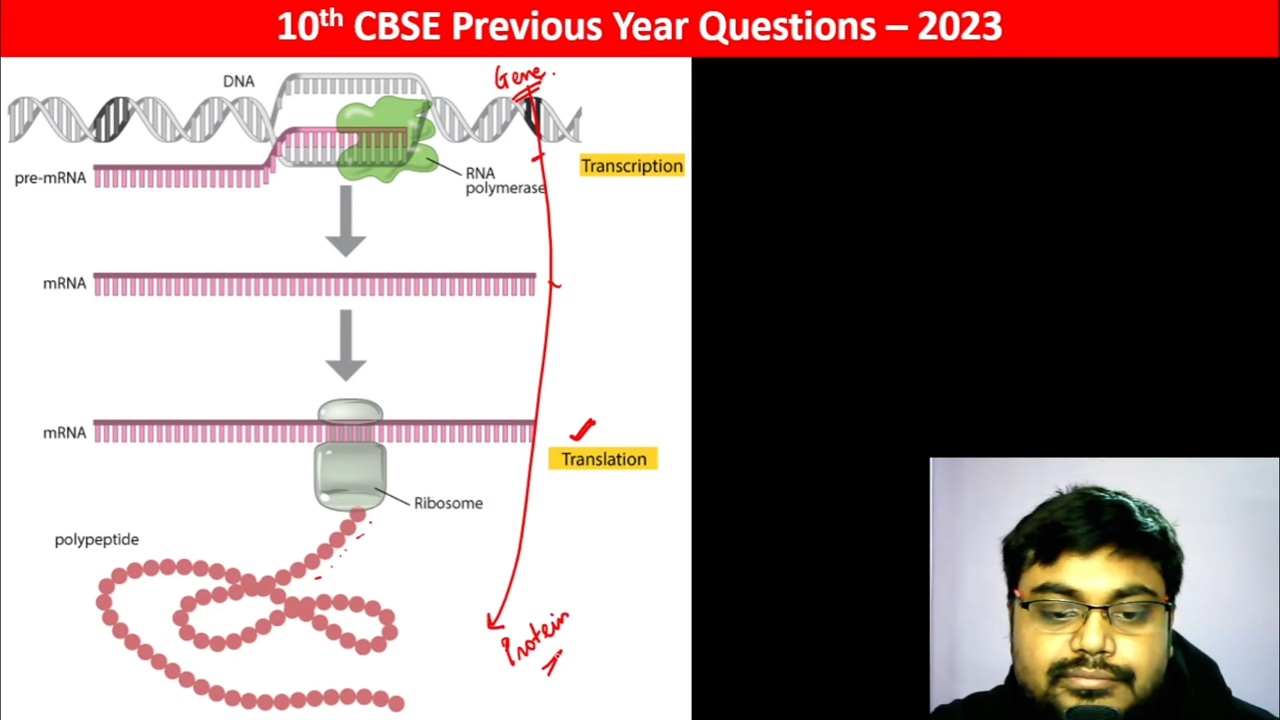 10th CBSE Previous Year Questions – 2023
DNA
Gene.
pre-mRNA
RNA
polymerase
Transcription
mRNA
mRNA
Translation
Ribosome
polypeptide
Protein